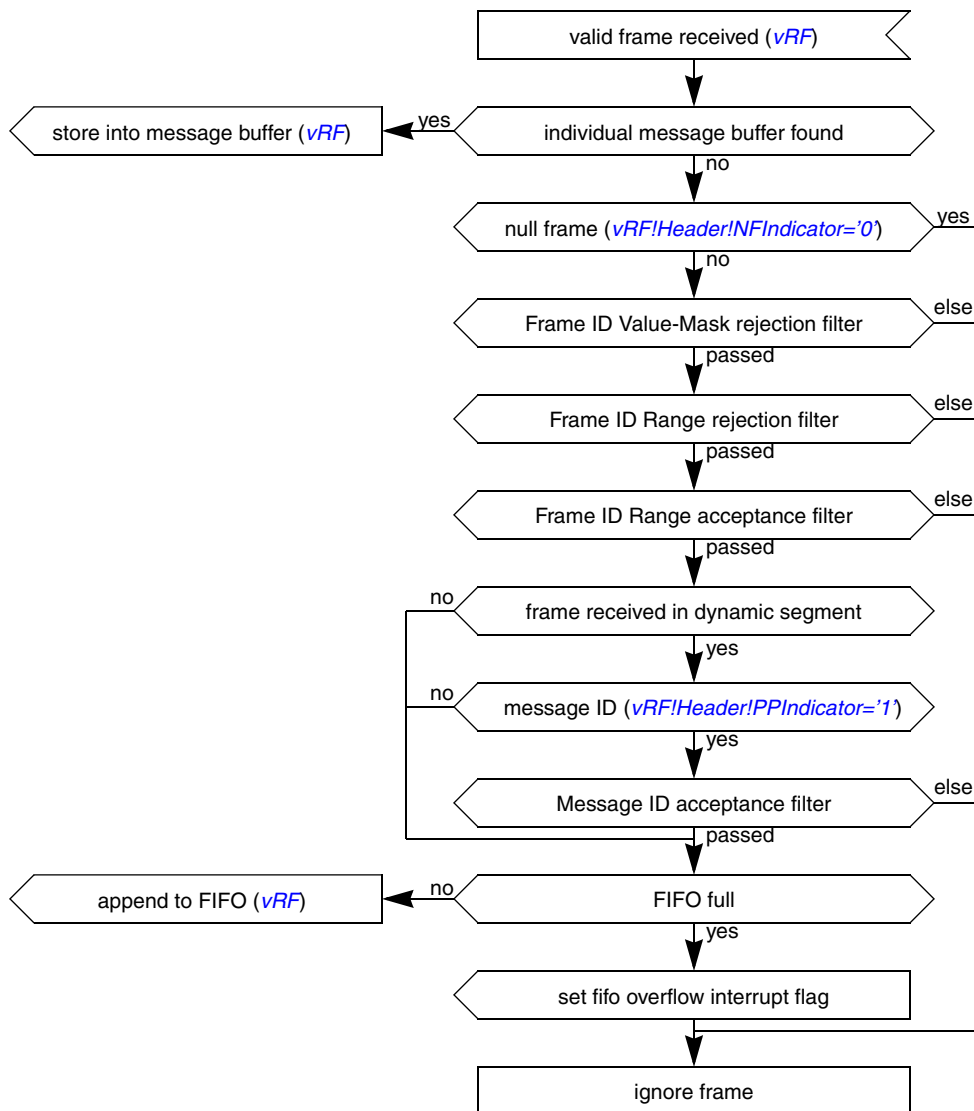 valid frame received (vRF)
store into message buffer (vRF)
yes
individual message buffer found
no
null frame (vRF!Header!NFIndicator='0')
yes
no
Frame ID Value-Mask rejection filter
else
passed
Frame ID Range rejection filter
else
passed
Frame ID Range acceptance filter
else
passed
no
frame received in dynamic segment
yes
no
message ID (vRF!Header!PPIndicator='1')
yes
Message ID acceptance filter
else
passed
append to FIFO (vRF)
no
FIFO full
yes
set fifo overflow interrupt flag
ignore frame